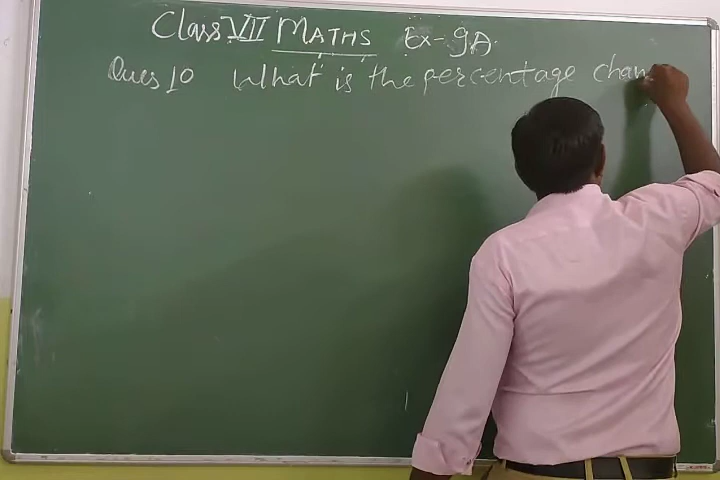 Class VII MATHS Ex-9A
Ques 10 What is the percentage chan